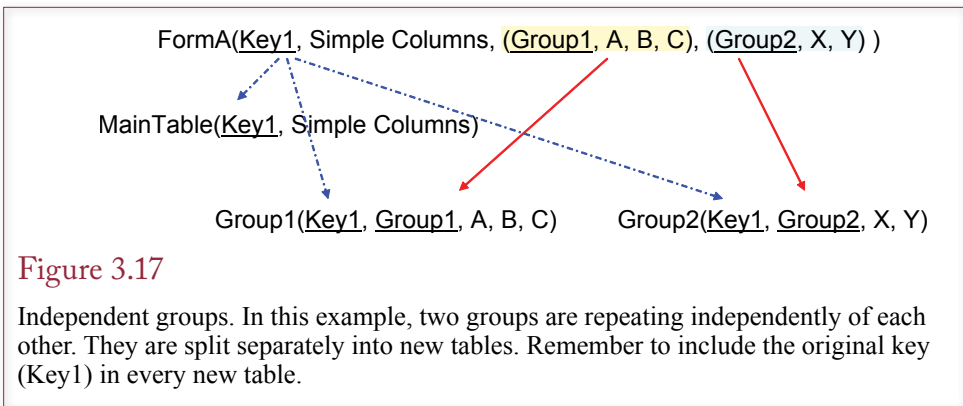 FormA(Key1, Simple Columns, (Group1, A, B, C), (Group2, X, Y) )
MainTable(Key1, Simple Columns)
Group1(Key1, Group1, A, B, C) Group2(Key1, Group2, X, Y)
Figure 3.17
Independent groups. In this example, two groups are repeating independently of each
other. They are split separately into new tables. Remember to include the original key
(Key1) in every new table.